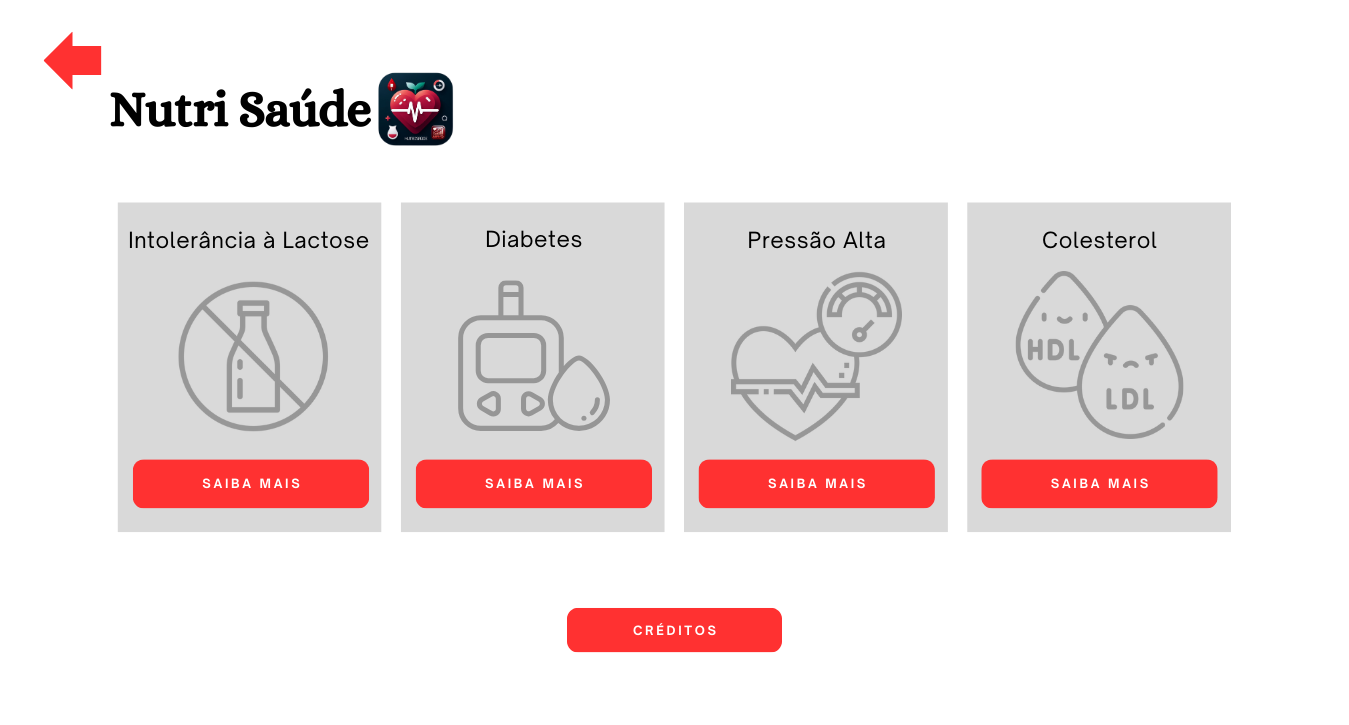 Nutri Saúde
Intolerância à Lactose
Diabetes
Pressão Alta
Colesterol
HDL
LDL
SAIBA MAIS
SAIBA MAIS
SAIBA MAIS
SAIBA MAIS
CRÉDITOS